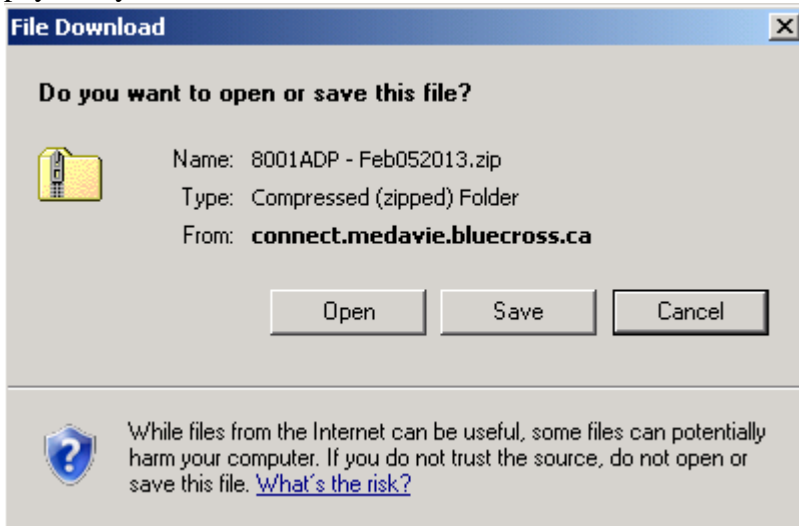 File Download
Do you want to open or save this file?
Name: 8001ADP - Feb052013.zip
Type: Compressed (zipped) Folder
From: connect.medavie.bluecross.ca
Open Save Cancel
While files from the Internet can be useful, some files can potentially
harm your computer. If you do not trust the source, do not open or
save this file. What's the risk?